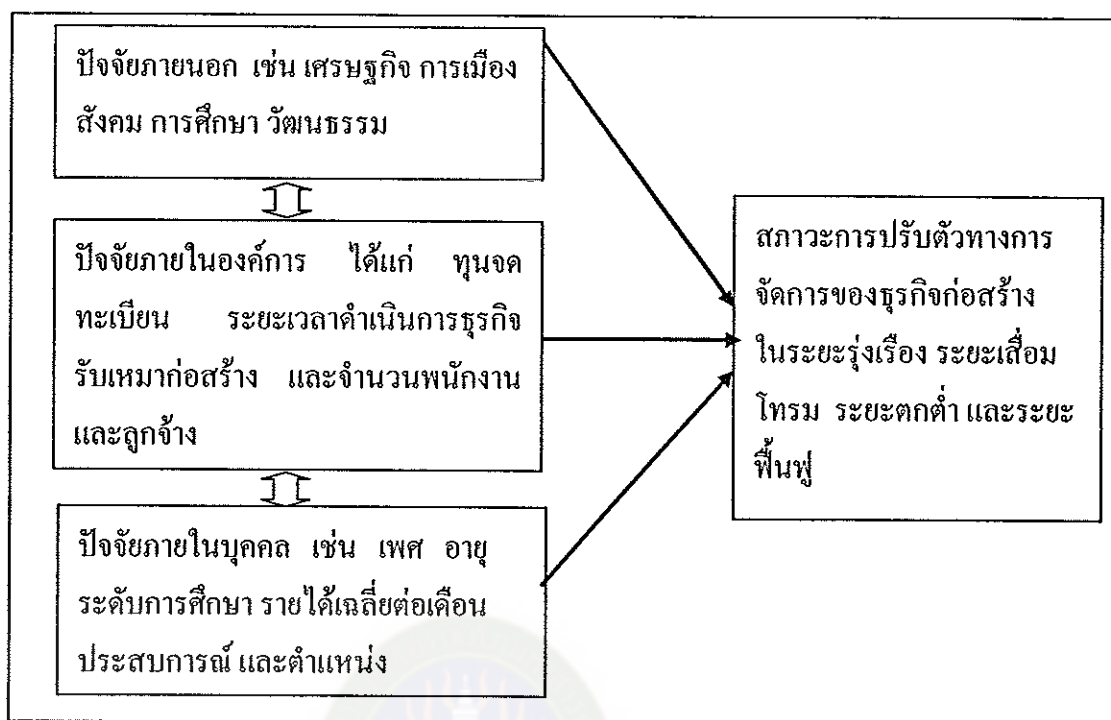 ปัจจัยภายนอก เช่น เศรษฐกิจ การเมือง
สังคม การศึกษา วัฒนธรรม
ปัจจัยภายในองค์การ ได้แก่ ทุนจด
ทะเบียน ระยะเวลาดำเนินการธุรกิจ
รับเหมาก่อสร้าง และจำนวนพนักงาน
และลูกจ้าง
ปัจจัยภายในบุคคล เช่น เพศ อายุ
ระดับการศึกษา รายได้เฉลี่ยต่อเดือน
ประสบการณ์ และตำแหน่ง
สภาวะการปรับตัวทางการ
จัดการของธุรกิจก่อสร้าง
ในระยะรุ่งเรือง ระยะเสื่อม
โทรม ระยะตกต่ำ และระยะ
ฟื้นฟู